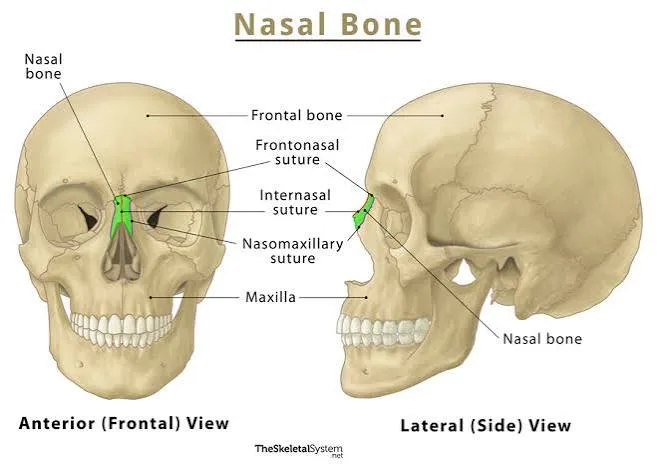 Nasal Bone
Nasal
bone
Frontal bone
Frontonasal
suture
Internasal
suture
Nasomaxillary
suture
Maxilla
Nasal bone
Anterior (Frontal) View
Lateral (Side) View
TheSkeletalSystem
.net